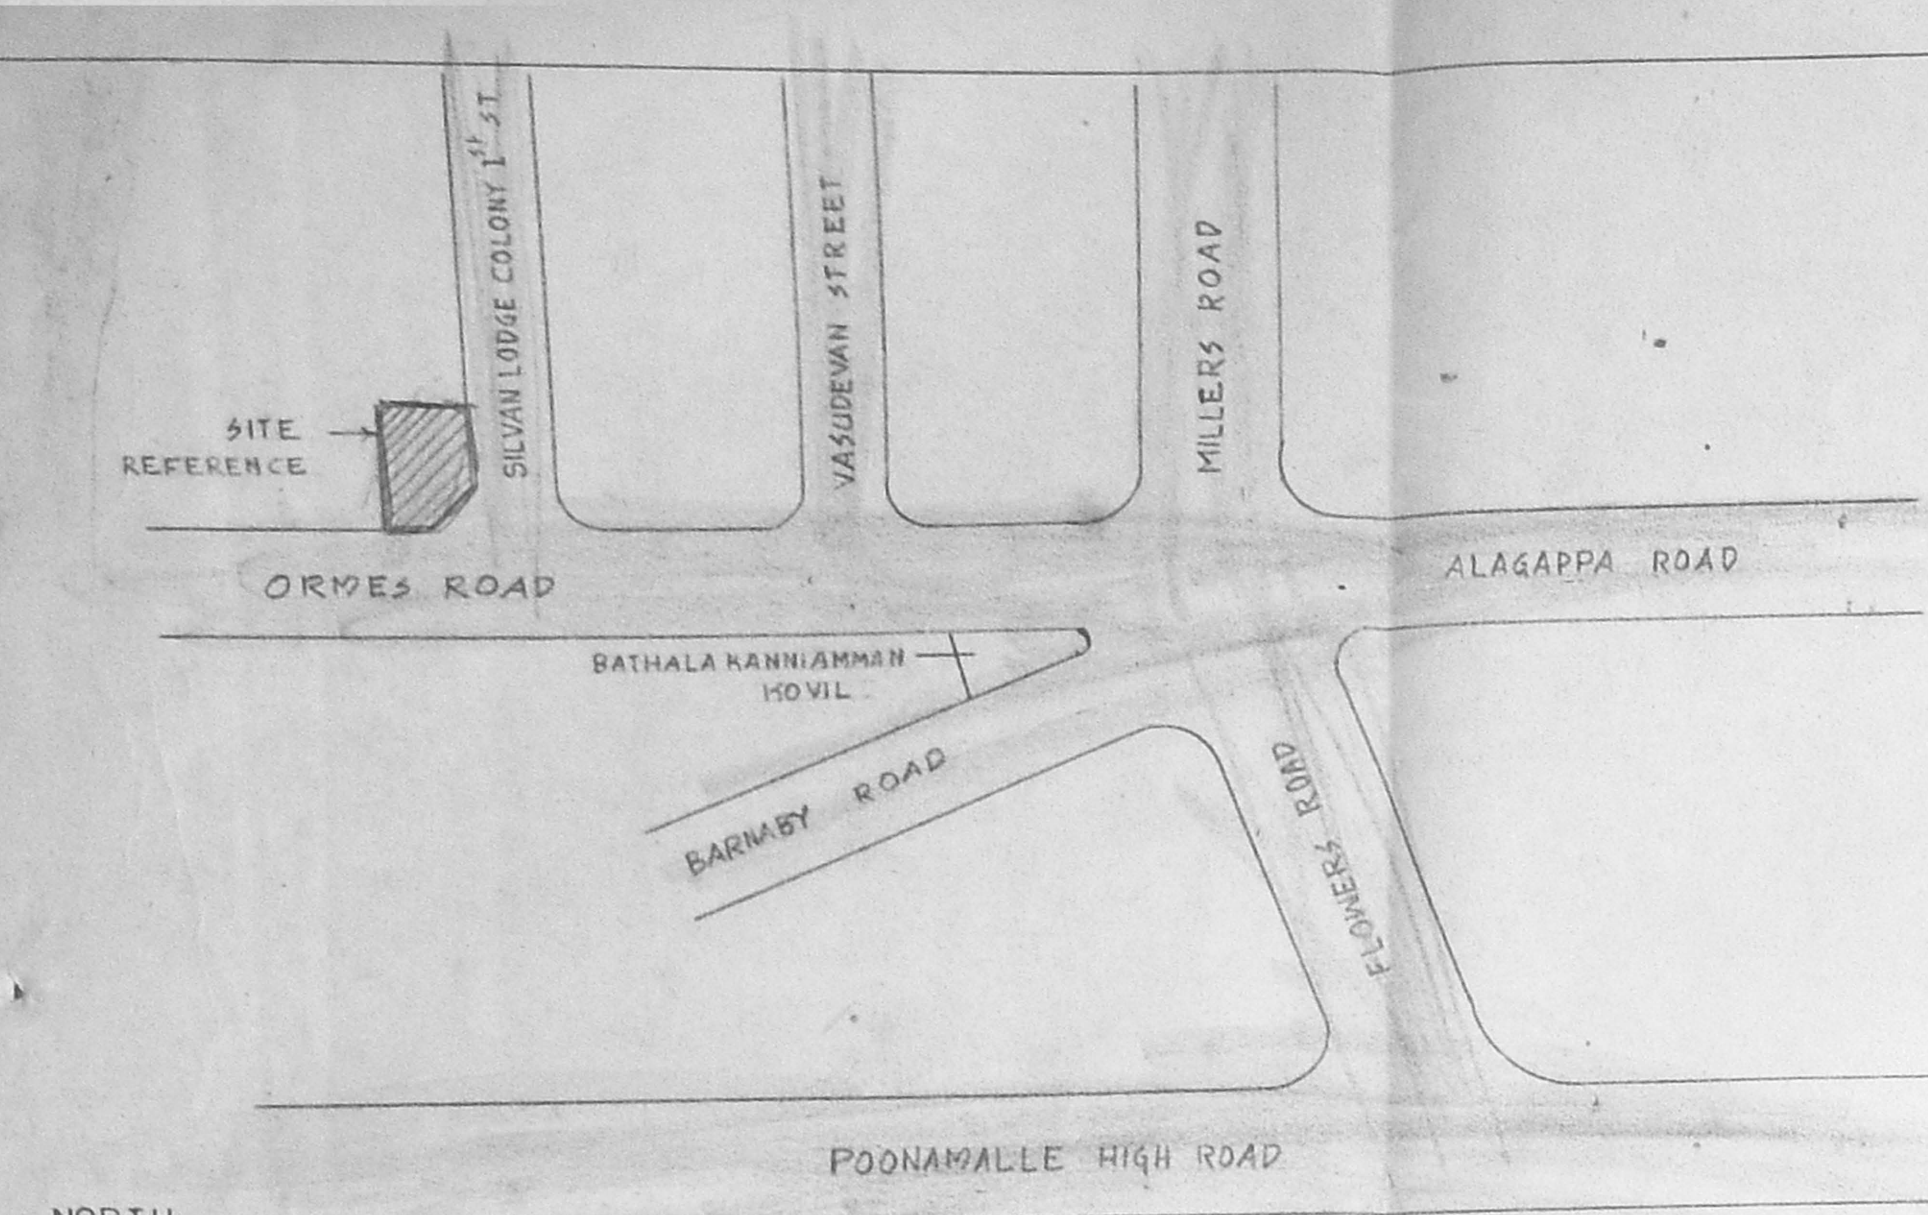 SILVAN LODGE COLONY 1st ST
VASUDEVAN STREET
MILLERS ROAD
SITE
REFERENCE
ORMES ROAD
ALAGAPPA ROAD
BATHALA KANNIAMMAN
KOVIL
BARNABY ROAD
FLOWERS ROAD
POONAMALLE HIGH ROAD
NORTH